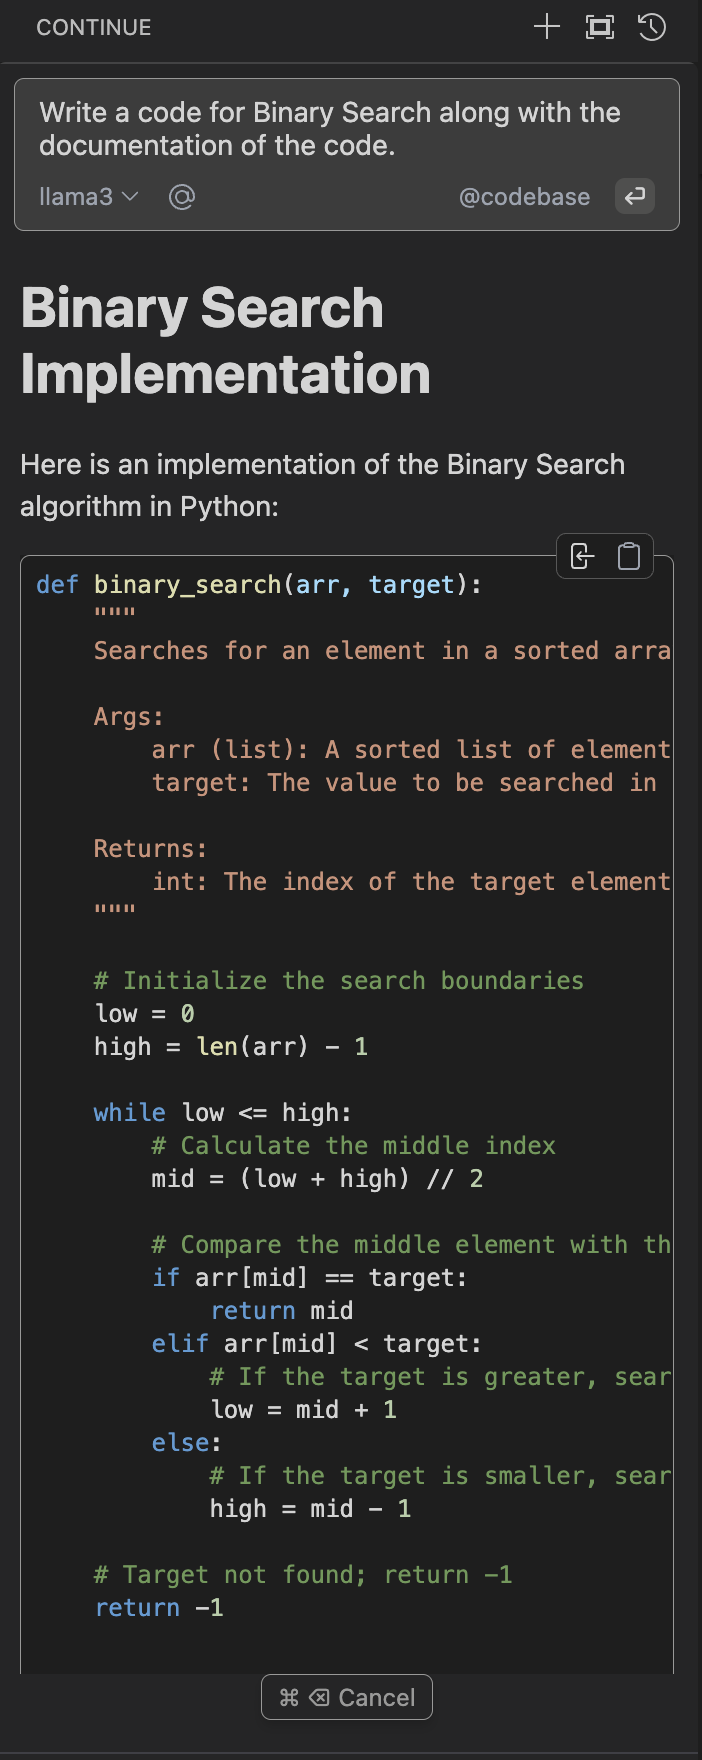 CONTINUE
Write a code for Binary Search along with the
documentation of the code.
llama3 @codebase
Binary Search
Implementation
Here is an implementation of the Binary Search
algorithm in Python:
def binary_search(arr, target):
    """
    Searches for an element in a sorted arra

    Args:
        arr (list): A sorted list of element
        target: The value to be searched in

    Returns:
        int: The index of the target element
    """

    # Initialize the search boundaries
    low = 0
    high = len(arr) - 1

    while low <= high:
        # Calculate the middle index
        mid = (low + high) // 2

        # Compare the middle element with th
        if arr[mid] == target:
            return mid
        elif arr[mid] < target:
            # If the target is greater, sear
            low = mid + 1
        else:
            # If the target is smaller, sear
            high = mid - 1

    # Target not found; return -1
    return -1
⌘ ⌫ Cancel